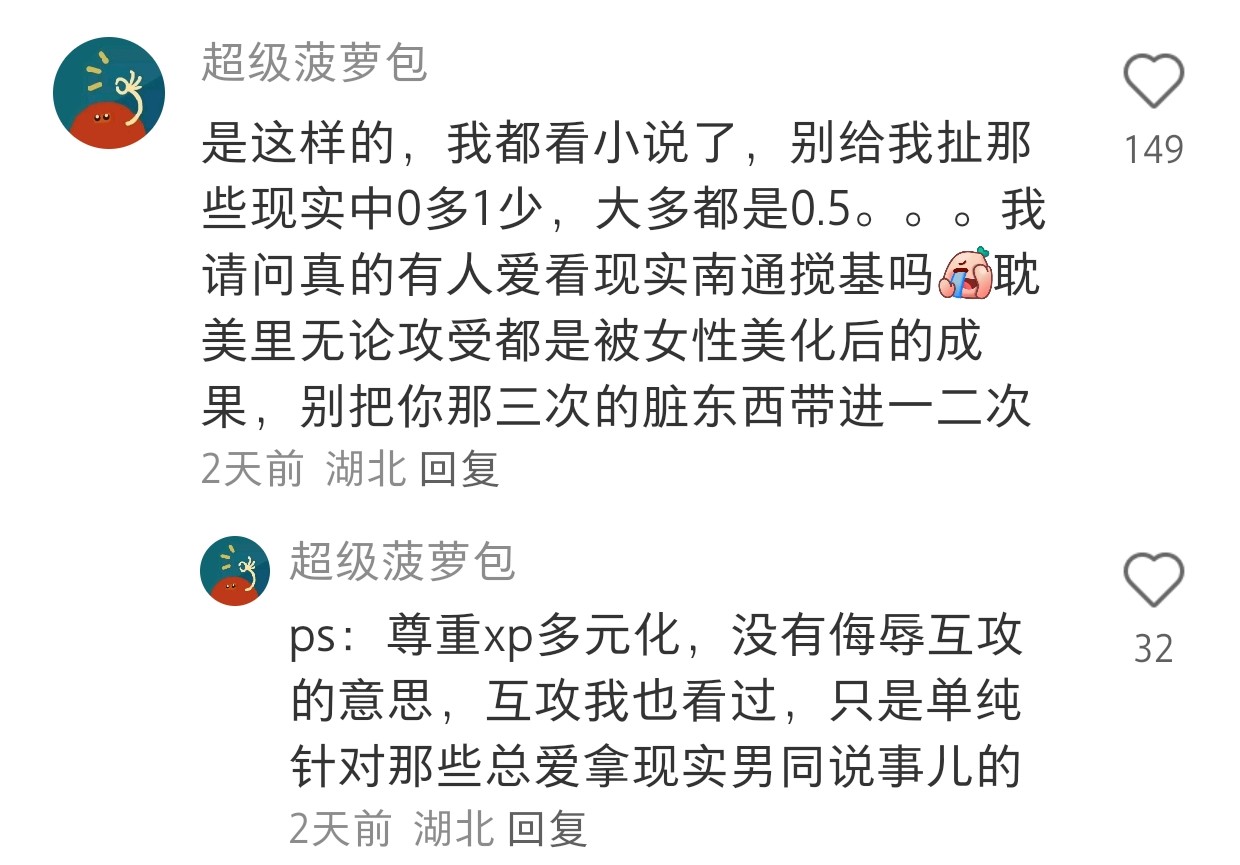 超级菠萝包
149
是这样的，我都看小说了，别给我扯那
些现实中0多1少，大多都是0.5。。。我
请问真的有人爱看现实南通搅基吗耽
美里无论攻受都是被女性美化后的成
果，别把你那三次的脏东西带进一二次
2天前 湖北 回复
超级菠萝包
32
ps：尊重xp多元化，没有侮辱互攻
的意思，互攻我也看过，只是单纯
针对那些总爱拿现实男同说事儿的
2天前 湖北 回复